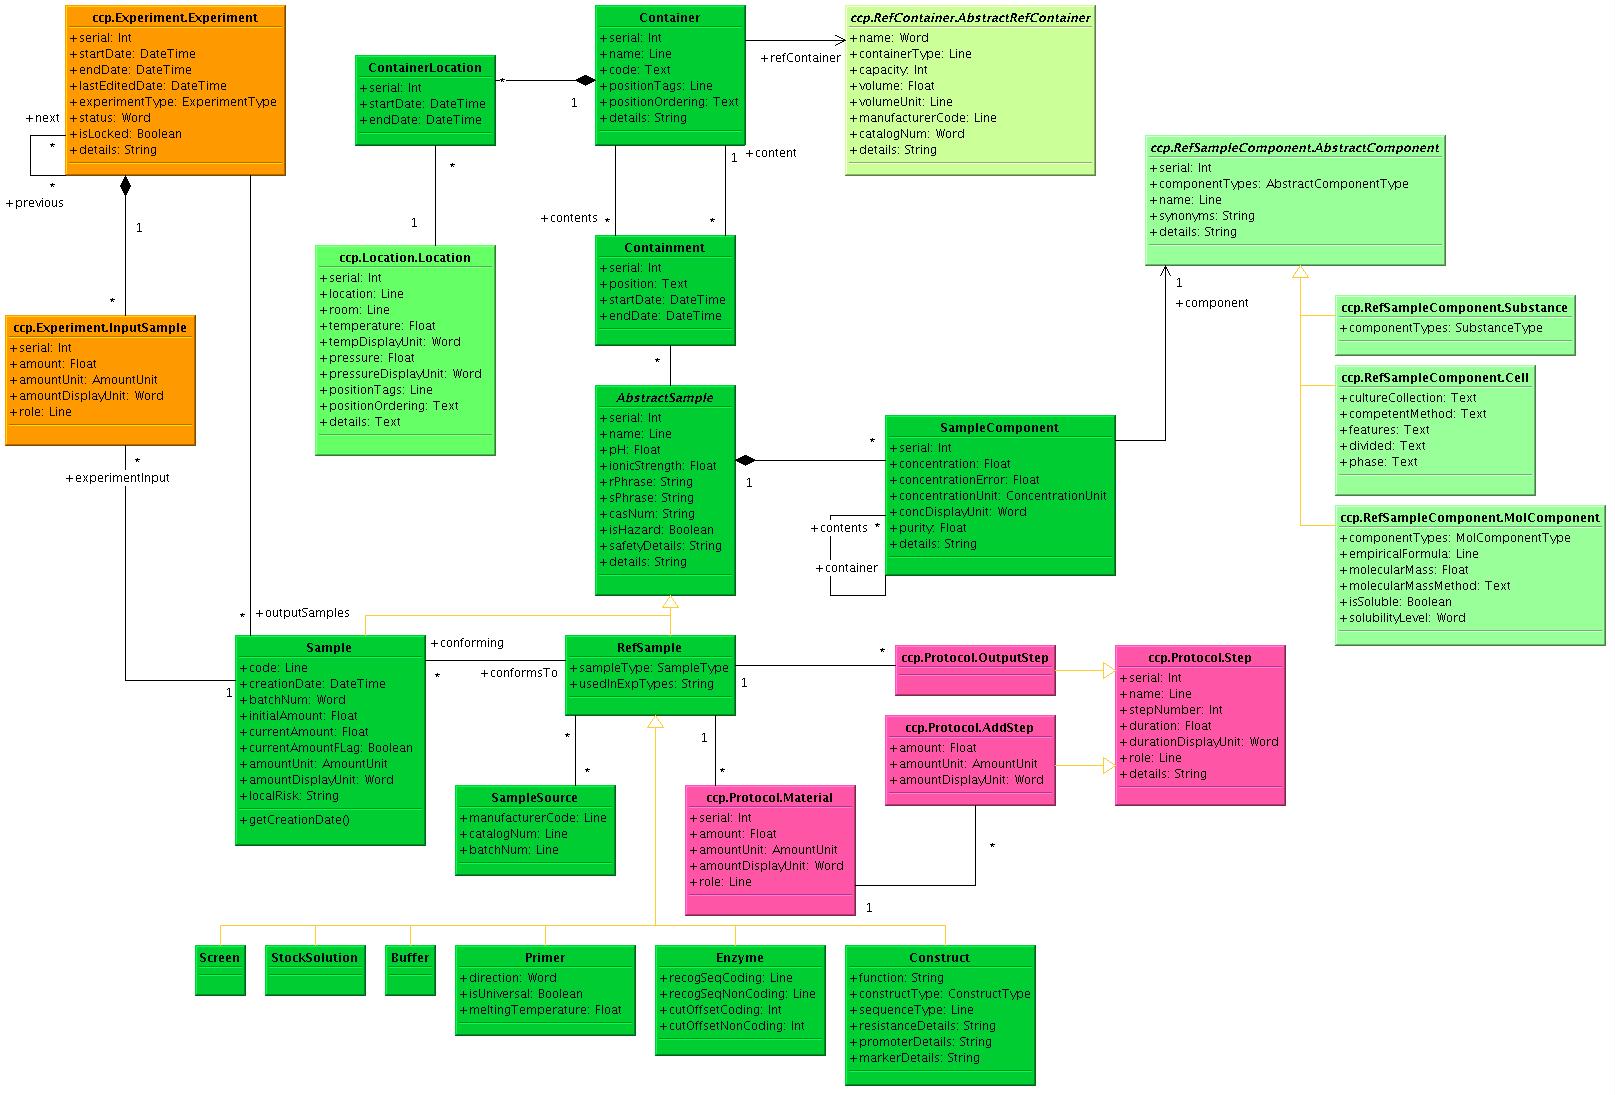 ccp.Experiment.Experiment
+serial: Int
+startDate: DateTime
+endDate: DateTime
+lastEditedDate: DateTime
+experimentType: ExperimentType
+status: Word
+isLocked: Boolean
+details: String
+next
*
*
+previous
1
*
ContainerLocation
+serial: Int
+startDate: DateTime
+endDate: DateTime
*
1
*
1
Container
+serial: Int
+name: Line
+code: Text
+positionTags: Line
+positionOrdering: Text
+details: String
+refContainer
1
+content
+contents
*
*
ccp.RefContainer.AbstractRefContainer
+name: Word
+containerType: Line
+capacity: Int
+volume: Float
+volumeUnit: Line
+manufacturerCode: Line
+catalogNum: Word
+details: String
ccp.RefSampleComponent.AbstractComponent
+serial: Int
+componentTypes: AbstractComponentType
+name: Line
+synonyms: String
+details: String
1
+component
ccp.Location.Location
+serial: Int
+location: Line
+room: Line
+temperature: Float
+tempDisplayUnit: Word
+pressure: Float
+pressureDisplayUnit: Word
+positionTags: Line
+positionOrdering: Text
+details: Text
Containment
+serial: Int
+position: Text
+startDate: DateTime
+endDate: DateTime
*
ccp.RefSampleComponent.Substance
+componentTypes: SubstanceType
ccp.RefSampleComponent.Cell
+cultureCollection: Text
+competentMethod: Text
+features: Text
+divided: Text
+phase: Text
ccp.RefSampleComponent.MolComponent
+componentTypes: MolComponentType
+empiricalFormula: Line
+molecularMass: Float
+molecularMassMethod: Text
+isSoluble: Boolean
+solubilityLevel: Word
ccp.Experiment.InputSample
+serial: Int
+amount: Float
+amountUnit: AmountUnit
+amountDisplayUnit: Word
+role: Line
*
+experimentInput
AbstractSample
+serial: Int
+name: Line
+pH: Float
+ionicStrength: Float
+rPhrase: String
+sPhrase: String
+casNum: String
+isHazard: Boolean
+safetyDetails: String
+details: String
*
1
SampleComponent
+serial: Int
+concentration: Float
+concentrationError: Float
+concentrationUnit: ConcentrationUnit
+concDisplayUnit: Word
+purity: Float
+details: String
+contents
*
+container
*
+outputSamples
1
Sample
+code: Line
+creationDate: DateTime
+batchNum: Word
+initialAmount: Float
+currentAmount: Float
+currentAmountFLag: Boolean
+amountUnit: AmountUnit
+amountDisplayUnit: Word
+localRisk: String
+getCreationDate()
+conforming
*
+conformsTo
RefSample
+sampleType: SampleType
+usedInExpTypes: String
1
*
*
*
1
*
ccp.Protocol.OutputStep
ccp.Protocol.AddStep
+amount: Float
+amountUnit: AmountUnit
+amountDisplayUnit: Word
*
1
ccp.Protocol.Step
+serial: Int
+name: Line
+stepNumber: Int
+duration: Float
+durationDisplayUnit: Word
+role: Line
+details: String
SampleSource
+manufacturerCode: Line
+catalogNum: Line
+batchNum: Line
ccp.Protocol.Material
+serial: Int
+amount: Float
+amountUnit: AmountUnit
+amountDisplayUnit: Word
+role: Line
Screen
StockSolution
Buffer
Primer
+direction: Word
+isUniversal: Boolean
+meltingTemperature: Float
Enzyme
+recogSeqCoding: Line
+recogSeqNonCoding: Line
+cutOffsetCoding: Int
+cutOffsetNonCoding: Int
Construct
+function: String
+constructType: ConstructType
+sequenceType: Line
+resistanceDetails: String
+promoterDetails: String
+markerDetails: String